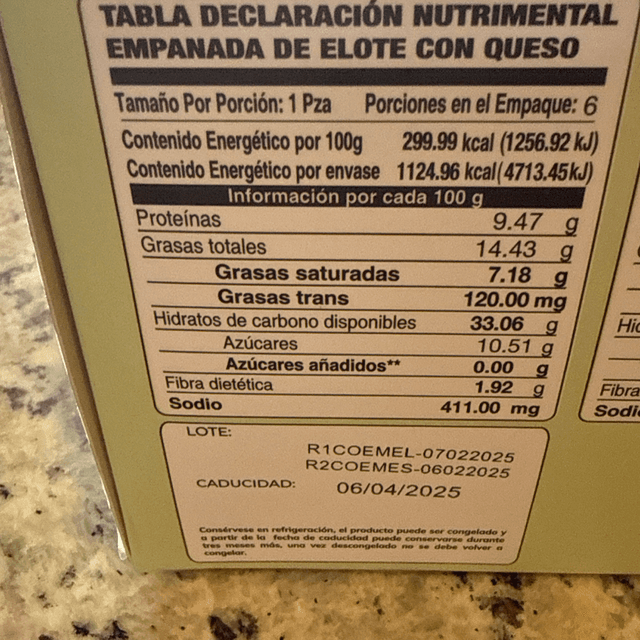 TABLA DECLARACIÓN NUTRIMENTAL
EMPANADA DE ELOTE CON QUESO
Tamaño Por Porción: 1 Pza Porciones en el Empaque: 6
Contenido Energético por 100g 299.99 kcal (1256.92 kJ)
Contenido Energético por envase 1124.96 kcal(4713.45kJ)
Información por cada 100 g
Proteínas 9.47 g
Grasas totales 14.43 g
Grasas saturadas 7.18 g
Grasas trans 120.00 mg
Hidratos de carbono disponibles 33.06 g
Azúcares 10.51 g
Azúcares añadidos** 0.00 g
Fibra dietética 1.92 g
Sodio 411.00 mg
LOTE:
R1COEMEL-07022025
R2COEMES-06022025
CADUCIDAD: 06/04/2025
Consérvese en refrigeración, el producto puede ser congelado y
a partir de la fecha de caducidad puede conservarse durante
tres meses más, una vez descongelado no se debe volver a
congelar.
Fibra